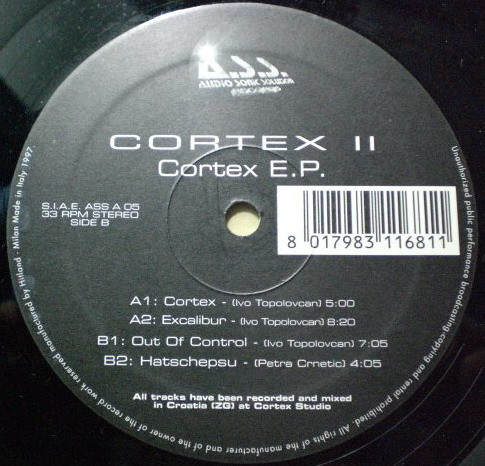 A.S.S.
AUDIO SONIC SOLUTION
records
CORTEX II
Cortex E.P.
S.I.A.E. ASS A 05
33 RPM STEREO
SIDE B
8 017983 116811
A1: Cortex - (Ivo Topolovcan) 5:00
A2: Excalibur - (Ivo Topolovcan) 8:20
B1: Out Of Control - (Ivo Topolovcan) 7:05
B2: Hatschepsu - (Petra Crnetic) 4:05
All tracks have been recorded and mixed
in Croatia (ZG) at Cortex Studio
Unauthorized public performance broadcasting copying and rental prohibited. All rights of the manufacturer and of the owner of the record work reserved manufactured by Hitland - Milan Made in Italy 1997